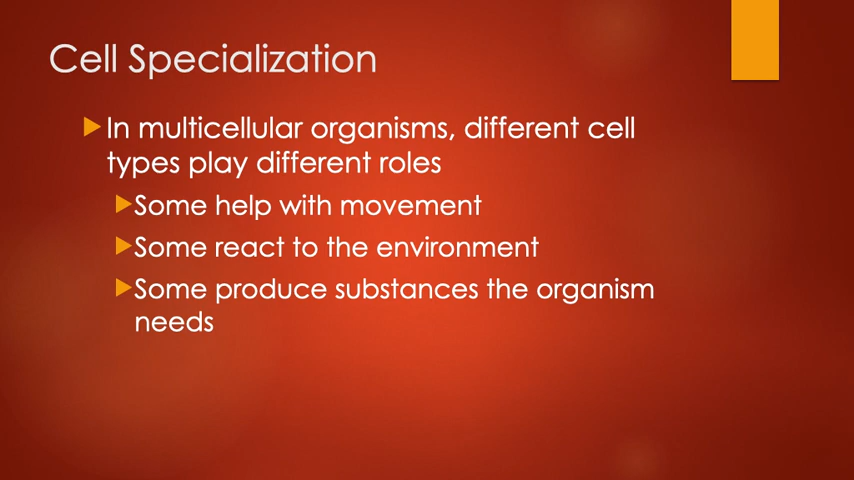 Cell Specialization
In multicellular organisms, different cell
types play different roles
Some help with movement
Some react to the environment
Some produce substances the organism
needs